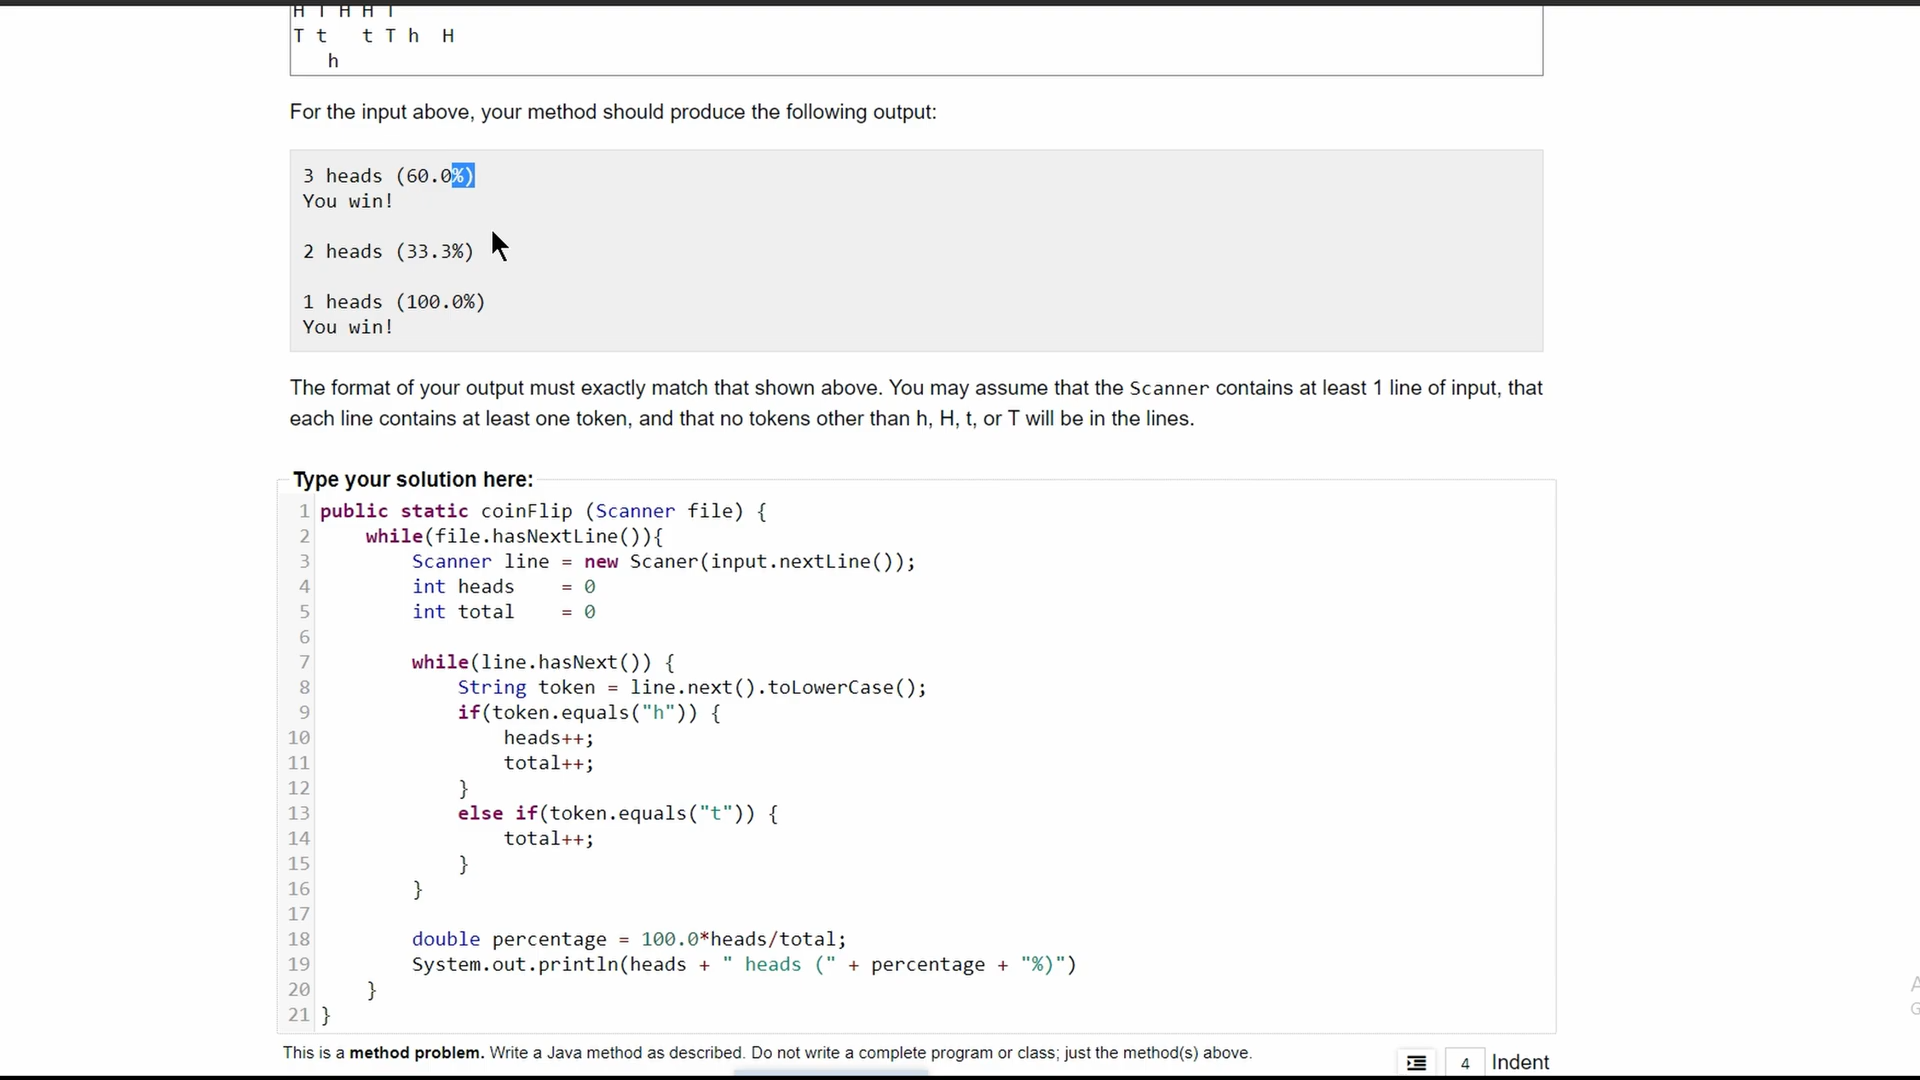 H T H H T
T t   t T h  H
   h
For the input above, your method should produce the following output:
3 heads (60.0%)
You win!
2 heads (33.3%)
1 heads (100.0%)
You win!
The format of your output must exactly match that shown above. You may assume that the Scanner contains at least 1 line of input, that
each line contains at least one token, and that no tokens other than h, H, t, or T will be in the lines.
Type your solution here:
1 public static coinFlip (Scanner file) {
2     while(file.hasNextLine()){
3         Scanner line = new Scaner(input.nextLine());
4         int heads    = 0
5         int total    = 0
6
7         while(line.hasNext()) {
8             String token = line.next().toLowerCase();
9             if(token.equals("h")) {
10                 heads++;
11                 total++;
12             }
13             else if(token.equals("t")) {
14                 total++;
15             }
16         }
17
18         double percentage = 100.0*heads/total;
19         System.out.println(heads + " heads (" + percentage + "%)")
20     }
21 }
This is a method problem. Write a Java method as described. Do not write a complete program or class; just the method(s) above.
4 Indent